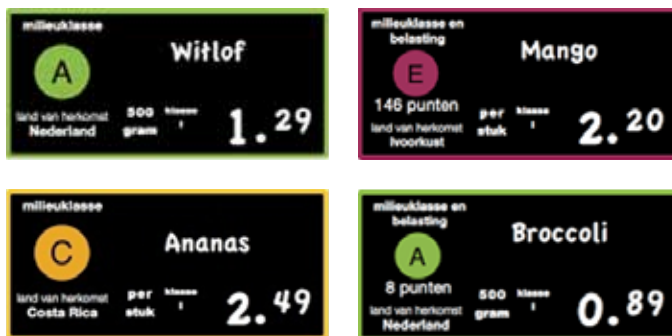 milieuklasse
A
Witlof
land van herkomst
Nederland
500 gram
klasse I
1.29
milieuklasse en belasting
E
146 punten
Mango
land van herkomst
Ivoorkust
per stuk
klasse I
2.20
milieuklasse
C
Ananas
land van herkomst
Costa Rica
per stuk
klasse I
2.49
milieuklasse en belasting
A
8 punten
Broccoli
land van herkomst
Nederland
500 gram
klasse I
0.89